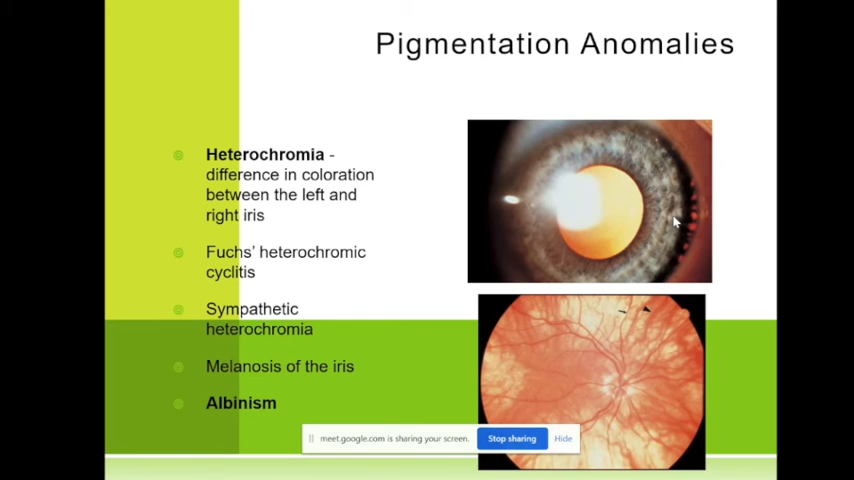 Pigmentation Anomalies
Heterochromia -
difference in coloration
between the left and
right iris
Fuchs' heterochromic
cyclitis
Sympathetic
heterochromia
Melanosis of the iris
Albinism
meet.google.com is sharing your screen.
Stop sharing
Hide